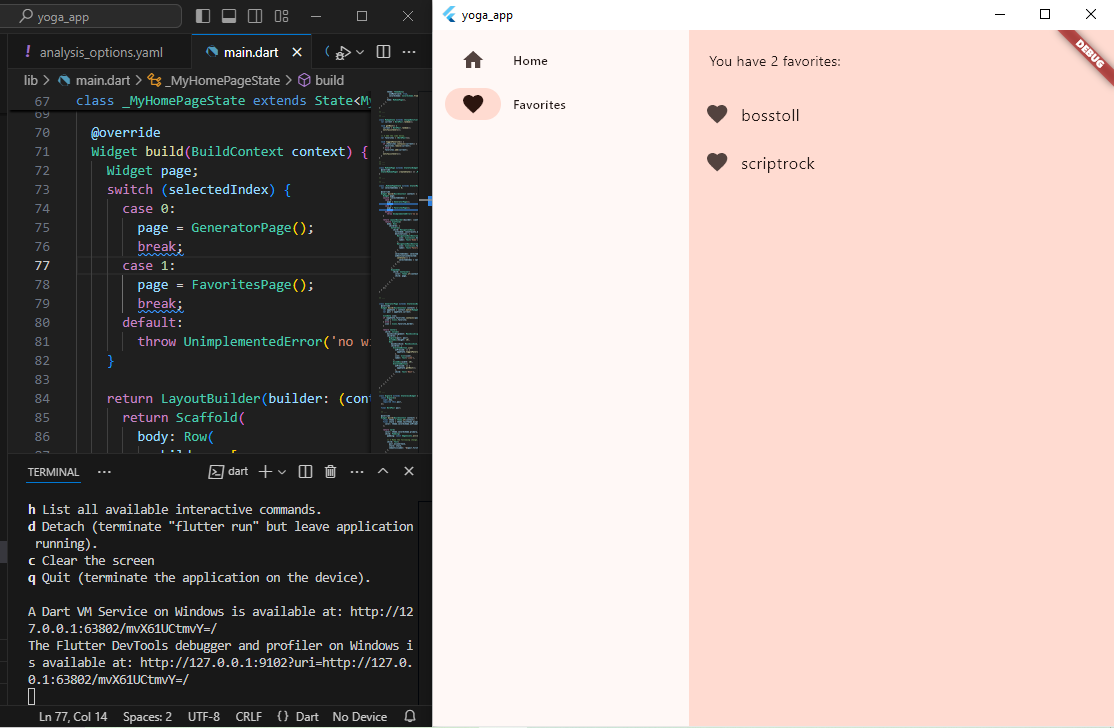 yoga_app
! analysis_options.yaml
main.dart
lib > main.dart > _MyHomePageState > build
67 class _MyHomePageState extends State<My
69
70 @override
71 Widget build(BuildContext context) {
72 Widget page;
73 switch (selectedIndex) {
74 case 0:
75 page = GeneratorPage();
76 break;
77 case 1:
78 page = FavoritesPage();
79 break;
80 default:
81 throw UnimplementedError('no wi
82 }
83
84 return LayoutBuilder(builder: (cont
85 return Scaffold(
86 body: Row(
TERMINAL
dart
h List all available interactive commands.
d Detach (terminate "flutter run" but leave application
running).
c Clear the screen
q Quit (terminate the application on the device).
A Dart VM Service on Windows is available at: http://12
7.0.0.1:63802/mvX61UCtmvY=/
The Flutter DevTools debugger and profiler on Windows i
s available at: http://127.0.0.1:9102?uri=http://127.0.
0.1:63802/mvX61UCtmvY=/
Ln 77, Col 14 Spaces: 2 UTF-8 CRLF {} Dart No Device
yoga_app
Home
Favorites
You have 2 favorites:
bosstoll
scriptrock
DEBUG